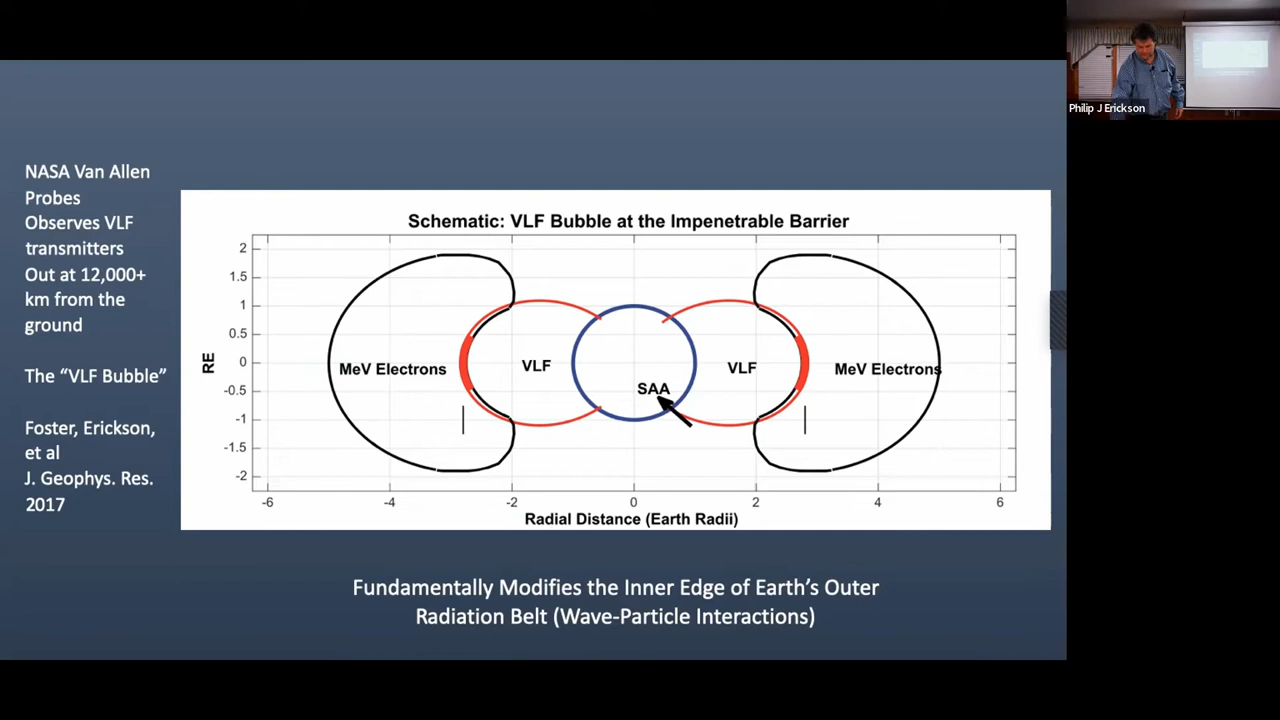 Philip J Erickson
NASA Van Allen
Probes
Observes VLF
transmitters
Out at 12,000+
km from the
ground
The “VLF Bubble”
Foster, Erickson,
et al
J. Geophys. Res.
2017
Schematic: VLF Bubble at the Impenetrable Barrier
RE
2
1.5
1
0.5
0
-0.5
-1
-1.5
-2
MeV Electrons
VLF
SAA
VLF
MeV Electrons
-6 -4 -2 0 2 4 6
Radial Distance (Earth Radii)
Fundamentally Modifies the Inner Edge of Earth’s Outer
Radiation Belt (Wave-Particle Interactions)